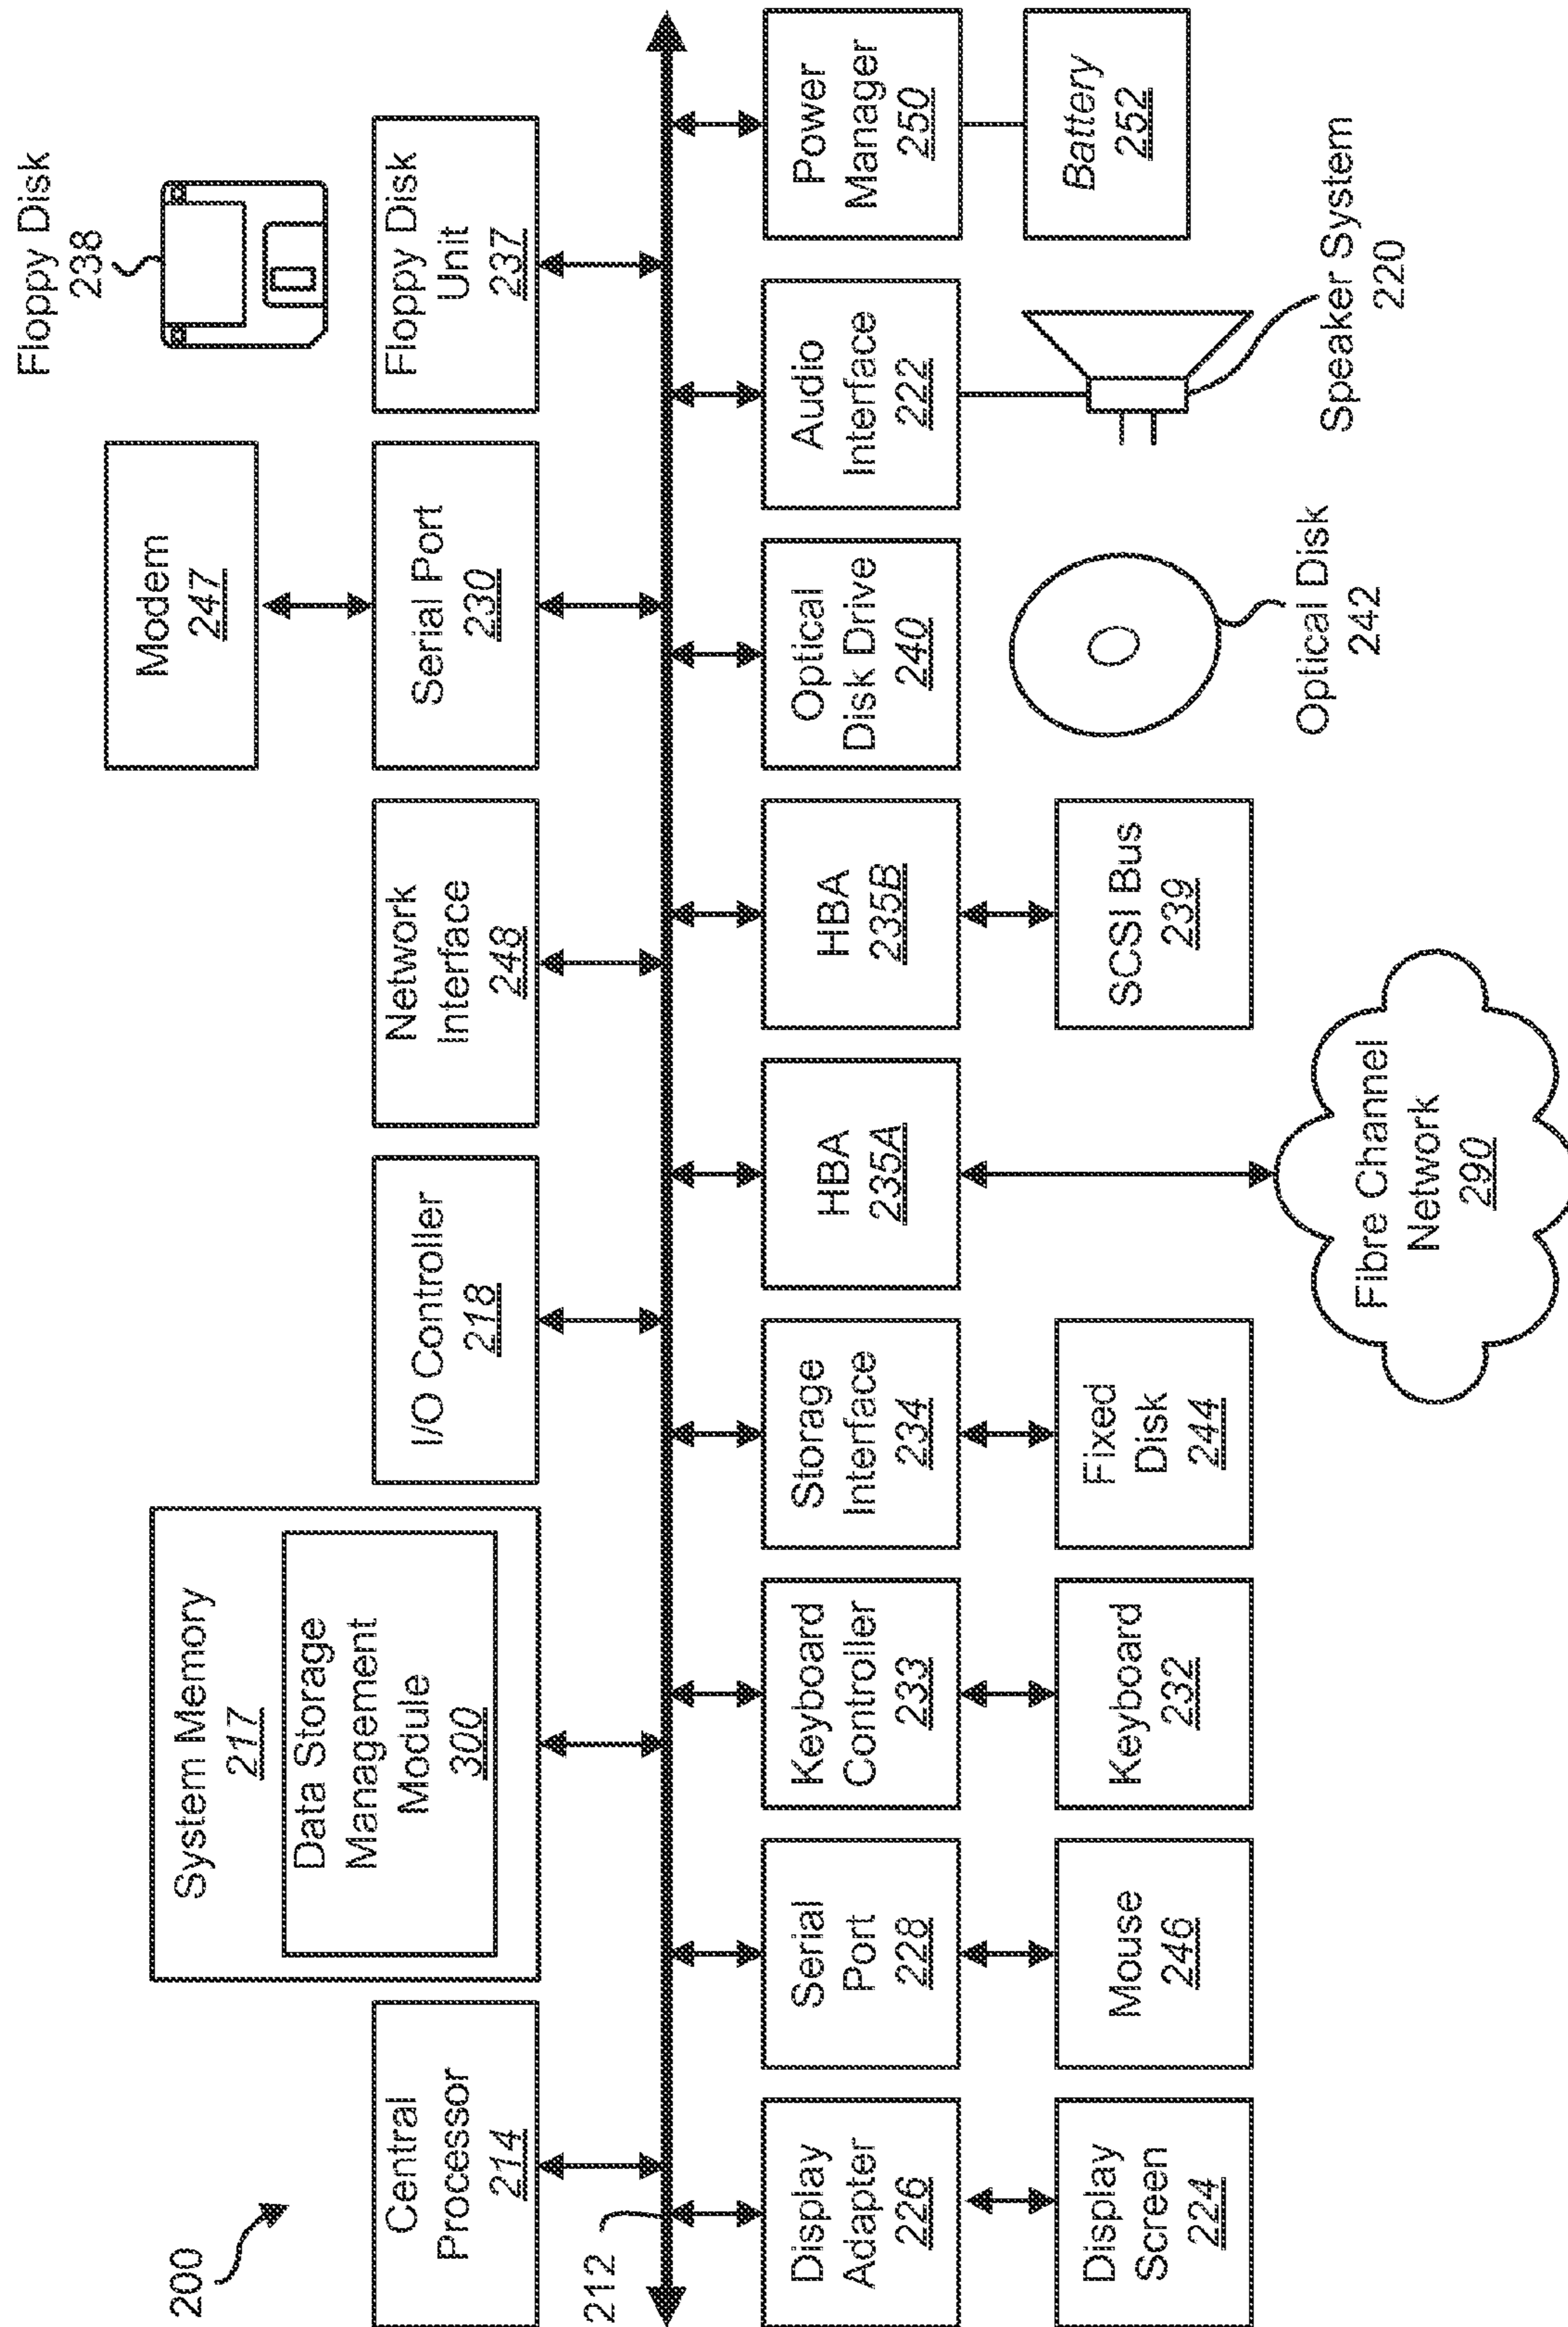 200
Floppy Disk
238
Modem
247
System Memory
217
Data Storage
Management
Module
300
Central
Processor
214
I/O Controller
218
Network
Interface
248
Serial Port
230
Floppy Disk
Unit
237
212
Display
Adapter
226
Serial
Port
228
Keyboard
Controller
233
Storage
Interface
234
HBA
235A
HBA
235B
Optical
Disk Drive
240
Audio
Interface
222
Power
Manager
250
Display
Screen
224
Mouse
246
Keyboard
232
Fixed
Disk
244
SCSI Bus
239
Battery
252
Fibre Channel
Network
290
Optical Disk
242
Speaker System
220